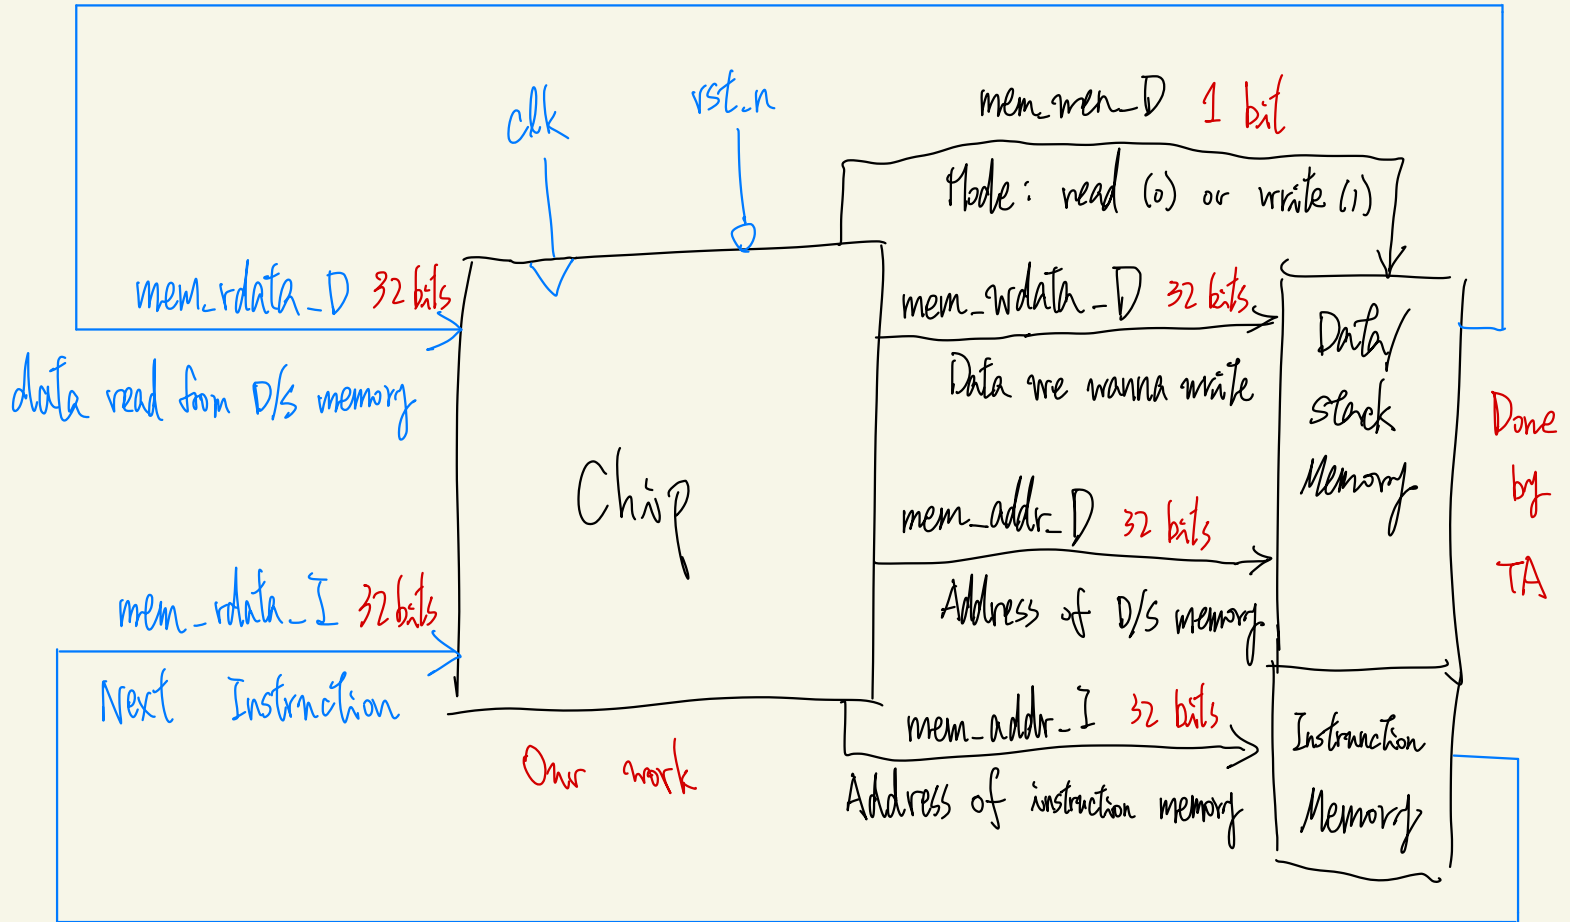 clk
rst_n
mem_wen_D 1 bit
Mode: read (0) or write (1)
mem_rdata_D 32 bits
data read from D/S memory
mem_wdata_D 32 bits
Data we wanna write
Data/
stack
Memory
Done
by
TA
Chip
mem_addr_D 32 bits
Address of D/S memory
mem_rdata_I 32 bits
Next Instruction
mem_addr_I 32 bits
Address of instruction memory
Instruction
Memory
Our work